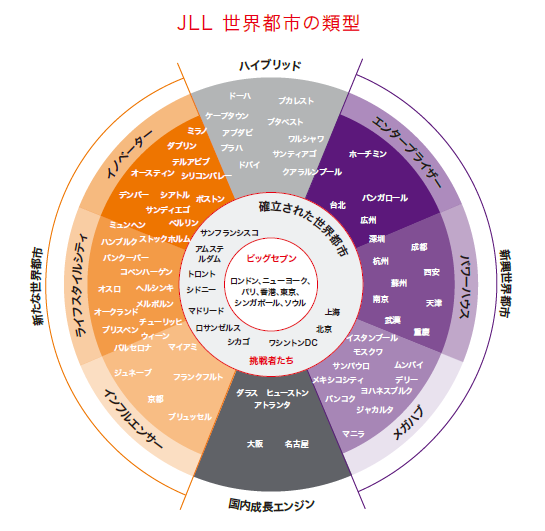 JLL 世界都市の類型
ハイブリッド
ドーハ
ブカレスト
ケープタウン
ブタペスト
アブダビ
ワルシャワ
プラハ
サンティアゴ
ドバイ
クアラルンプール
エンタープライザー
ホーチミン
台北
バンガロール
広州
深圳
パワーハウス
成都
杭州
西安
蘇州
南京
天津
武漢
重慶
新興世界都市
メガハブ
イスタンブール
モスクワ
サンパウロ
ムンバイ
メキシコシティ
デリー
ヨハネスブルク
バンコク
ジャカルタ
マニラ
国内成長エンジン
ダラス
ヒューストン
アトランタ
大阪
名古屋
インフルエンサー
ジュネーブ
フランクフルト
京都
ブリュッセル
ライフスタイルシティ
ハンブルク
バンクーバー
コペンハーゲン
オスロ
ヘルシンキ
メルボルン
オークランド
チューリッヒ
ブリスベン
ウィーン
バルセロナ
マイアミ
新たな世界都市
イノベーター
ミラノ
ダブリン
テルアビブ
オースティン
シリコンバレー
デンバー
シアトル
ボストン
サンディエゴ
ミュンヘン
ベルリン
ストックホルム
確立された世界都市
サンフランシスコ
アムステ
ルダム
トロント
シドニー
マドリード
ロサンゼルス
シカゴ
ワシントンDC
北京
上海
挑戦者たち
ビッグセブン
ロンドン、ニューヨーク、
パリ、香港、東京、
シンガポール、ソウル